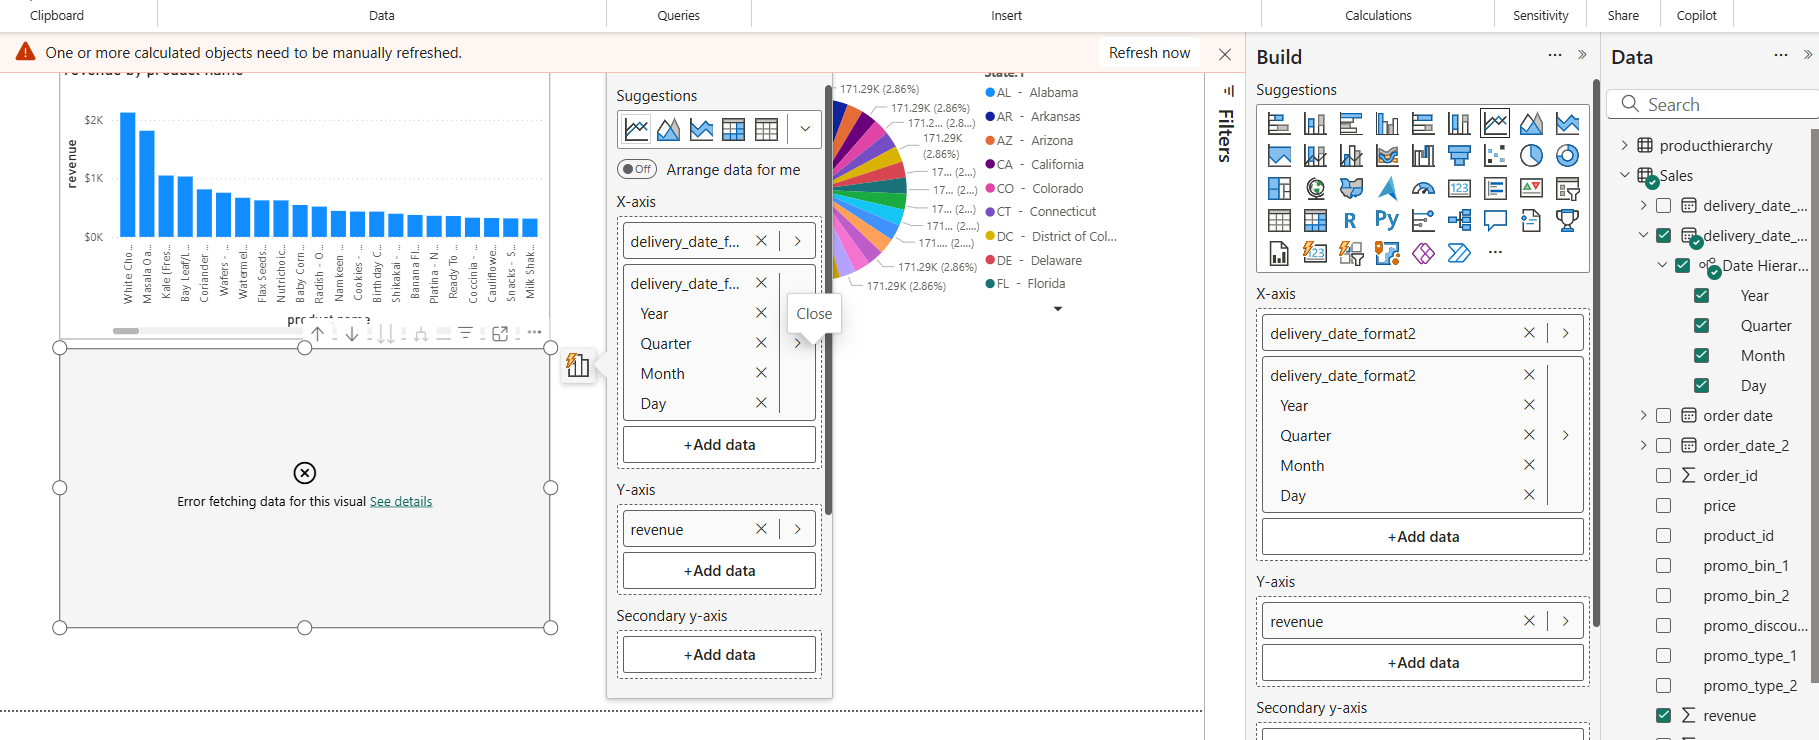 Clipboard
Data
Queries
Insert
Calculations
Sensitivity
Share
Copilot
One or more calculated objects need to be manually refreshed.
Refresh now
revenue by product name
$2K
$1K
$0K
revenue
White Cho...
Masala Oa...
Kale (Fres...
Bay Leaf/L...
Coriander ...
Wafers - ...
Watermel...
Flax Seeds...
Nutrichoic...
Baby Corn ...
Radish - O...
Namkeen ...
Cookies - ...
Birthday C...
Shikakai - ...
Banana Fl...
Platina - N...
Ready To ...
Coccinia - ...
Cauliflowe...
Snacks - S...
Milk Shak...
product name
Error fetching data for this visual See details
Suggestions
Off
Arrange data for me
X-axis
delivery_date_f...
delivery_date_f...
Year
Quarter
Month
Day
+Add data
Y-axis
revenue
+Add data
Secondary y-axis
+Add data
Close
171.29K (2.86%)
171.29K (2.86%)
171.2... (2.8...)
171.29K
(2.86%)
17... (2...)
17... (2...)
17... (2...)
17... (2...)
171.... (2....)
171.29K (2.86%)
171.29K (2.86%)
State.1
AL - Alabama
AR - Arkansas
AZ - Arizona
CA - California
CO - Colorado
CT - Connecticut
DC - District of Col...
DE - Delaware
FL - Florida
Filters
Build
Suggestions
123
R
Py
123
X-axis
delivery_date_format2
delivery_date_format2
Year
Quarter
Month
Day
+Add data
Y-axis
revenue
+Add data
Secondary y-axis
Data
Search
producthierarchy
Sales
delivery_date_...
delivery_date_...
Date Hierar...
Year
Quarter
Month
Day
order date
order_date_2
order_id
price
product_id
promo_bin_1
promo_bin_2
promo_discou...
promo_type_1
promo_type_2
revenue